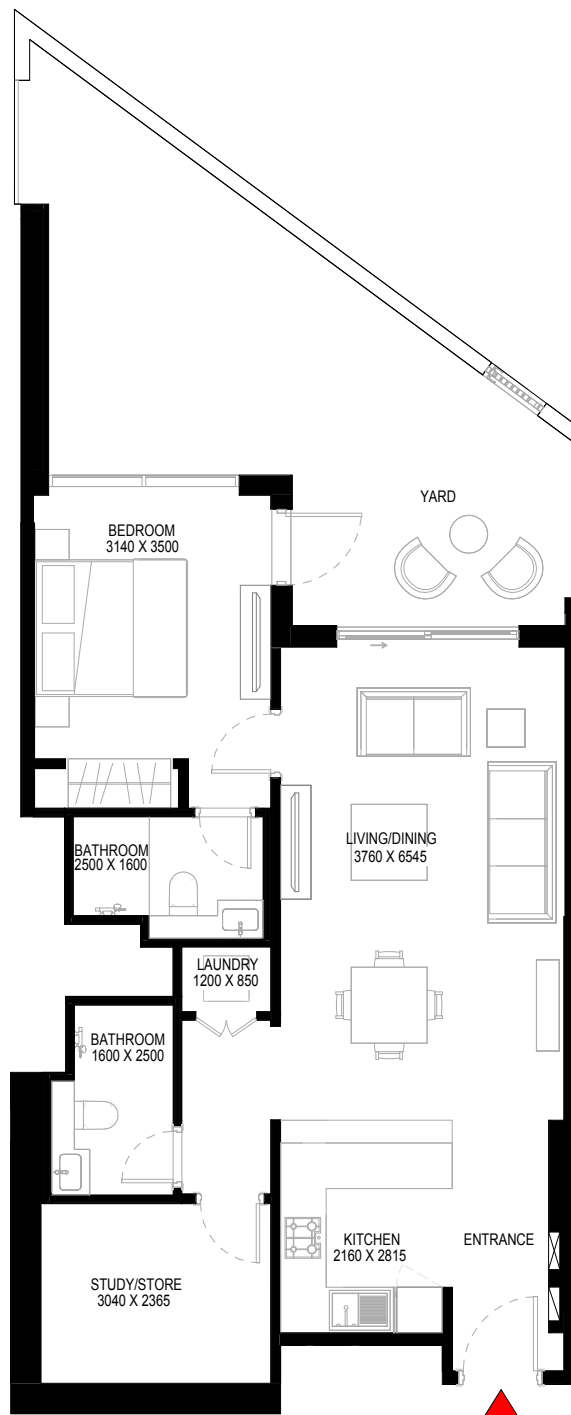 YARD
BEDROOM
3140 X 3500
LIVING/DINING
3760 X 6545
BATHROOM
2500 X 1600
LAUNDRY
1200 X 850
BATHROOM
1600 X 2500
KITCHEN
2160 X 2815
ENTRANCE
STUDY/STORE
3040 X 2365